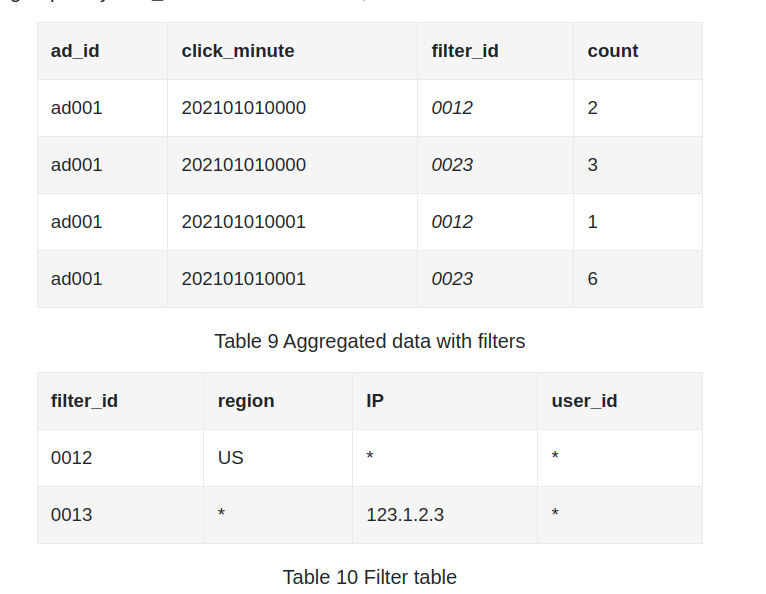 ad_id click_minute filter_id count
ad001 202101010000 0012 2
ad001 202101010000 0023 3
ad001 202101010001 0012 1
ad001 202101010001 0023 6
Table 9 Aggregated data with filters
filter_id region IP user_id
0012 US * *
0013 * 123.1.2.3 *
Table 10 Filter table